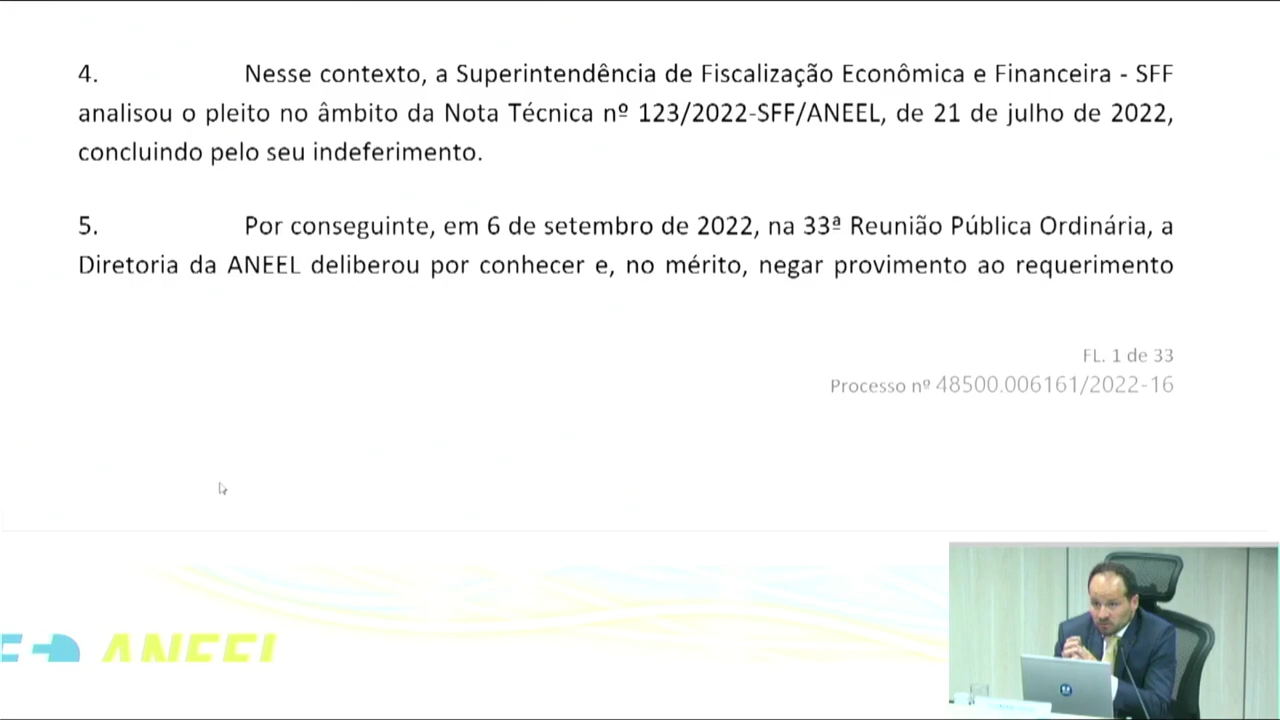 4. Nesse contexto, a Superintendência de Fiscalização Econômica e Financeira - SFF
analisou o pleito no âmbito da Nota Técnica nº 123/2022-SFF/ANEEL, de 21 de julho de 2022,
concluindo pelo seu indeferimento.
5. Por conseguinte, em 6 de setembro de 2022, na 33ª Reunião Pública Ordinária, a
Diretoria da ANEEL deliberou por conhecer e, no mérito, negar provimento ao requerimento
FL. 1 de 33
Processo nº 48500.006161/2022-16
ANEEL